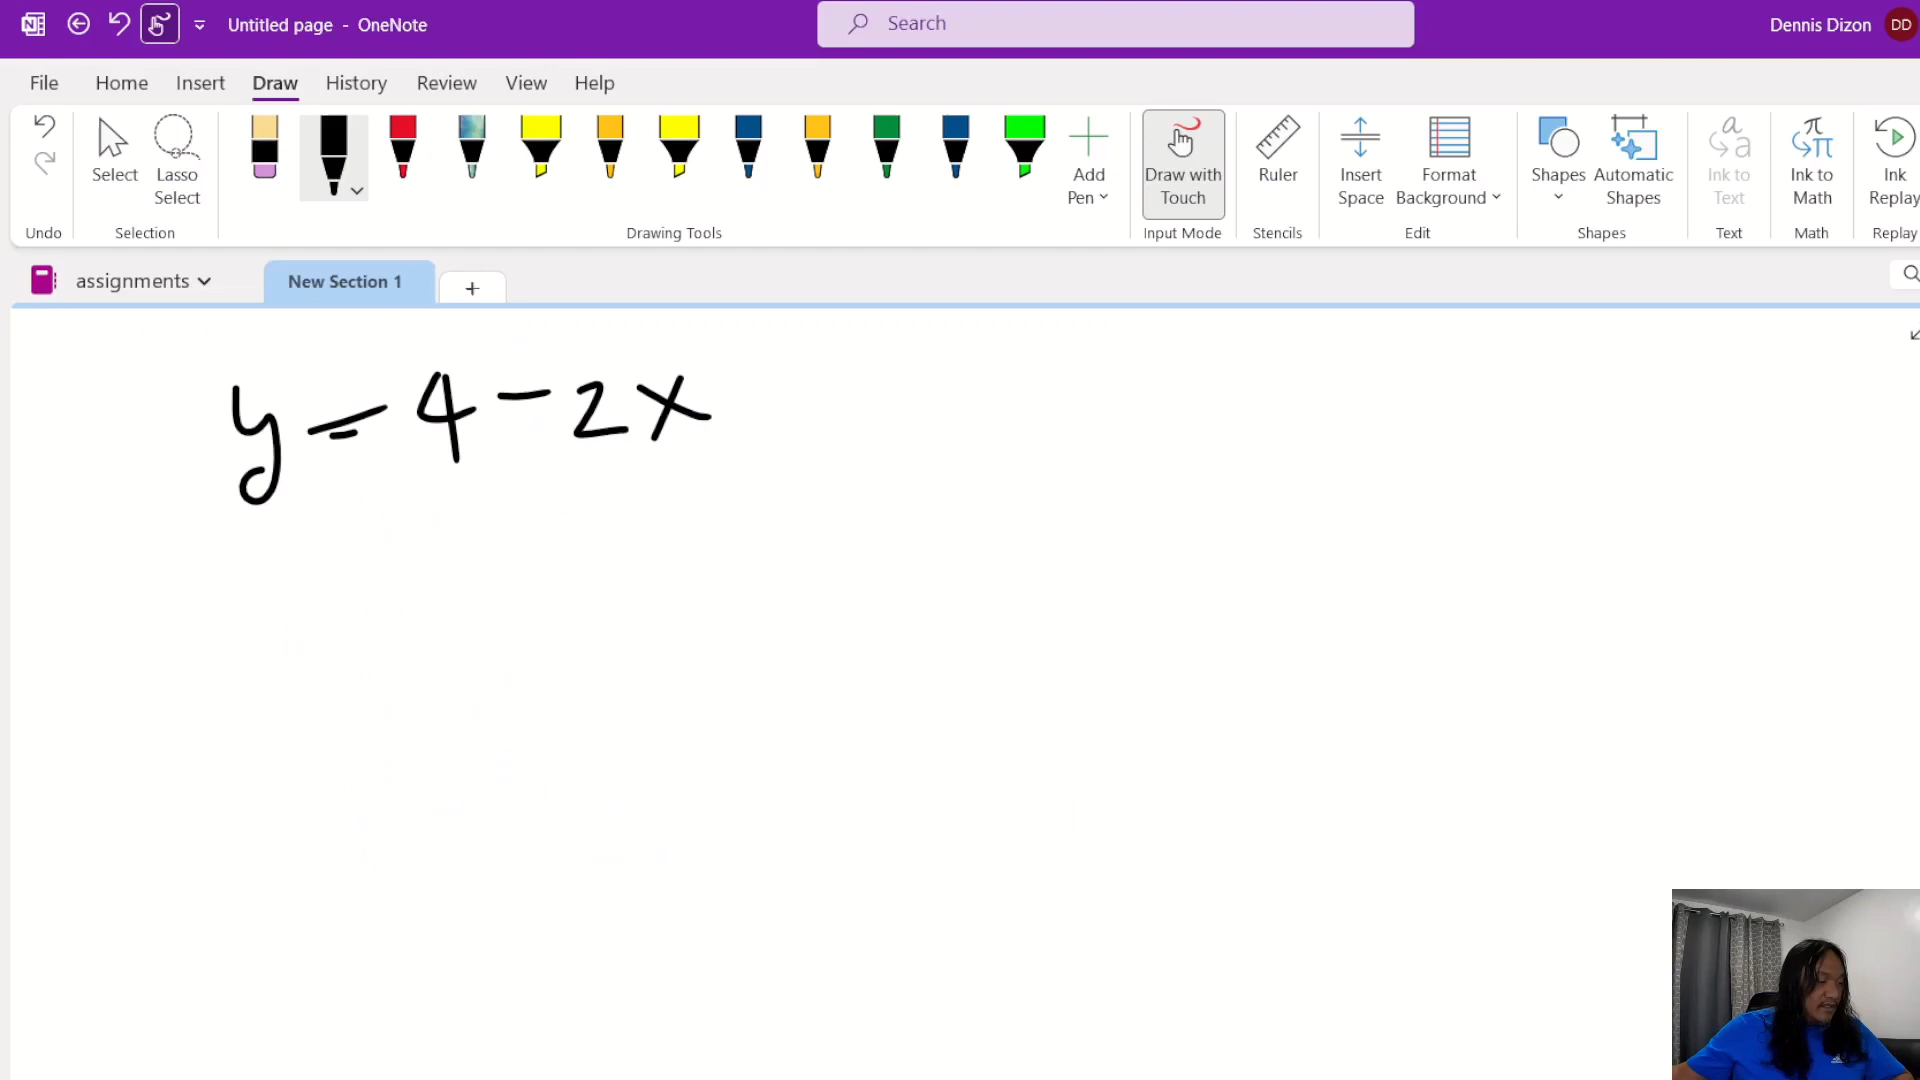 Untitled page - OneNote
Search
Dennis Dizon
DD
File Home Insert Draw History Review View Help
Select
Lasso Select
Add Pen
Draw with Touch
Ruler
Insert Space
Format Background
Shapes
Automatic Shapes
Ink to Text
Ink to Math
Ink Replay
Undo Selection Drawing Tools Input Mode Stencils Edit Shapes Text Math Replay
assignments New Section 1 +
y = 4 - 2x